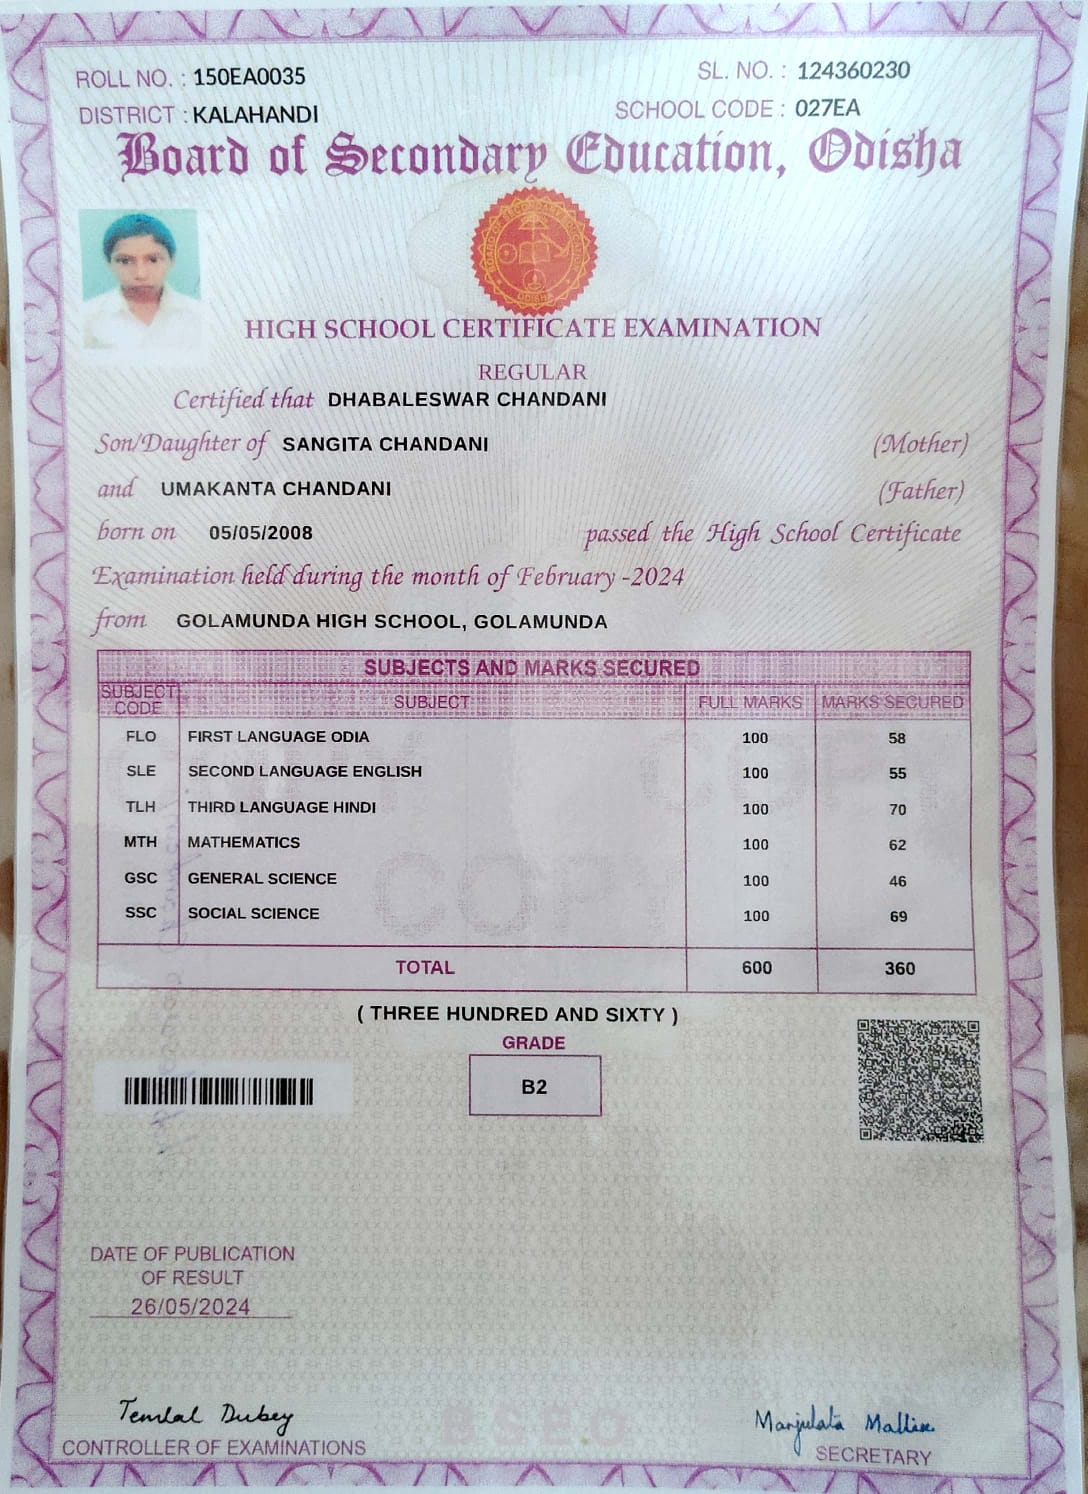 ROLL NO. : 150EA0035
SL. NO. : 124360230
DISTRICT : KALAHANDI
SCHOOL CODE : 027EA
Board of Secondary Education, Odisha
HIGH SCHOOL CERTIFICATE EXAMINATION
REGULAR
Certified that DHABALESWAR CHANDANI
Son/Daughter of SANGITA CHANDANI (Mother)
and UMAKANTA CHANDANI (Father)
born on 05/05/2008 passed the High School Certificate
Examination held during the month of February -2024
from GOLAMUNDA HIGH SCHOOL, GOLAMUNDA
SUBJECTS AND MARKS SECURED
SUBJECT CODE SUBJECT FULL MARKS MARKS SECURED
FLO FIRST LANGUAGE ODIA 100 58
SLE SECOND LANGUAGE ENGLISH 100 55
TLH THIRD LANGUAGE HINDI 100 70
MTH MATHEMATICS 100 62
GSC GENERAL SCIENCE 100 46
SSC SOCIAL SCIENCE 100 69
TOTAL 600 360
( THREE HUNDRED AND SIXTY )
GRADE
B2
DATE OF PUBLICATION
OF RESULT
26/05/2024
Temlal Dubey
CONTROLLER OF EXAMINATIONS
Manjulata Mallick
SECRETARY